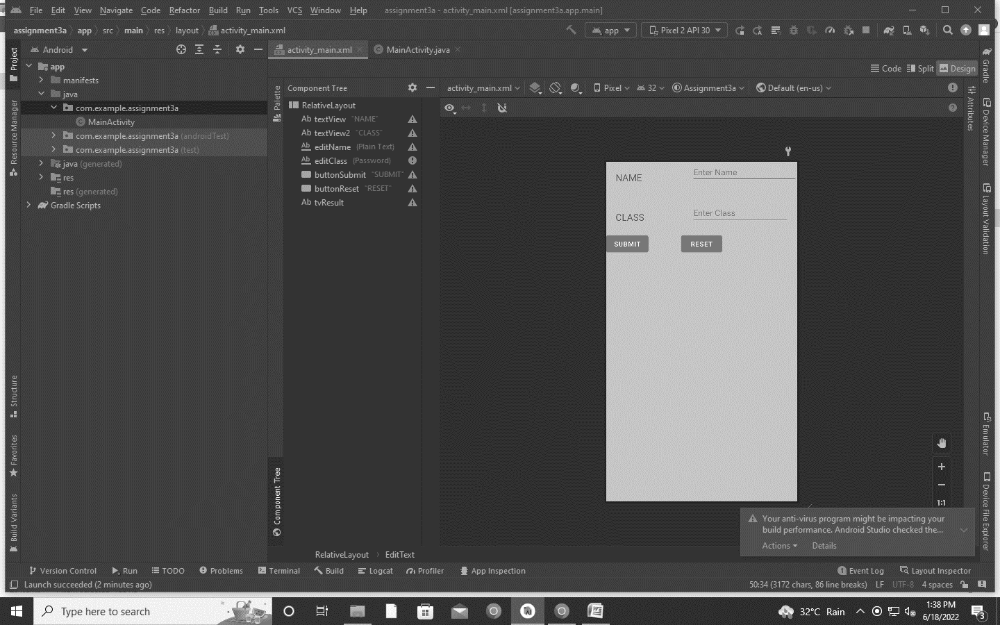 File Edit View Navigate Code Refactor Build Run Tools VCS Window Help assignment3a - activity_main.xml [assignment3a.app.main]
assignment3a app src main res layout activity_main.xml app Pixel 2 API 30
Android activity_main.xml MainActivity.java
Code Split Design
Component Tree activity_main.xml Pixel 32 Assignment3a Default (en-us)
app
manifests
java
com.example.assignment3a
MainActivity
com.example.assignment3a (androidTest)
com.example.assignment3a (test)
java (generated)
res
res (generated)
Gradle Scripts
RelativeLayout
Ab textView "NAME"
Ab textView2 "CLASS"
Ab editName (Plain Text)
Ab editClass (Password)
buttonSubmit "SUBMIT"
buttonReset "RESET"
Ab tvResult
NAME Enter Name
CLASS Enter Class
SUBMIT RESET
1:1
Project
Resource Manager
Structure
Favorites
Build Variants
Palette
Component Tree
Attributes
Gradle
Device Manager
Layout Validation
Emulator
Device File Explorer
Your anti-virus program might be impacting your
build performance. Android Studio checked the...
Actions Details
RelativeLayout EditText
Version Control Run TODO Problems Terminal Build Logcat Profiler App Inspection 1 Event Log Layout Inspector
Launch succeeded (2 minutes ago) 50:34 (3172 chars, 86 line breaks) LF UTF-8 4 spaces
Type here to search 32°C Rain 1:38 PM
6/18/2022
3